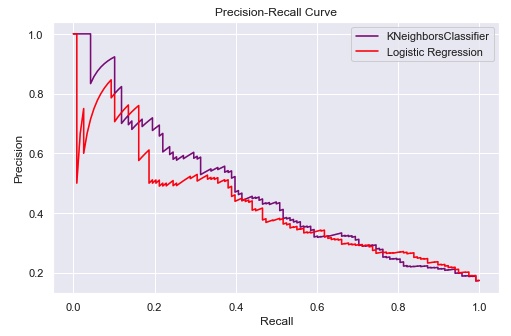 Precision-Recall Curve
KNeighborsClassifier
Logistic Regression
Precision
1.0
0.8
0.6
0.4
0.2
0.0 0.2 0.4 0.6 0.8 1.0
Recall